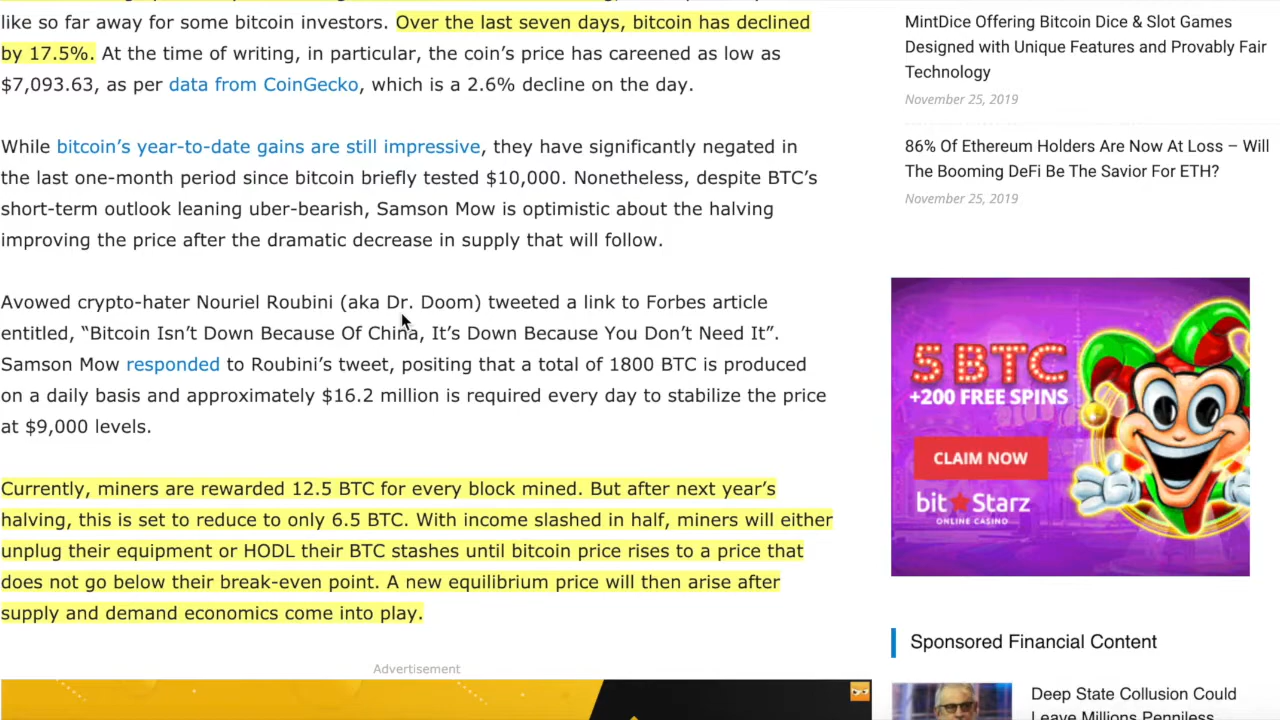 like so far away for some bitcoin investors. Over the last seven days, bitcoin has declined
by 17.5%. At the time of writing, in particular, the coin’s price has careened as low as
$7,093.63, as per data from CoinGecko, which is a 2.6% decline on the day.
While bitcoin’s year-to-date gains are still impressive, they have significantly negated in
the last one-month period since bitcoin briefly tested $10,000. Nonetheless, despite BTC’s
short-term outlook leaning uber-bearish, Samson Mow is optimistic about the halving
improving the price after the dramatic decrease in supply that will follow.
Avowed crypto-hater Nouriel Roubini (aka Dr. Doom) tweeted a link to Forbes article
entitled, “Bitcoin Isn’t Down Because Of China, It’s Down Because You Don’t Need It”.
Samson Mow responded to Roubini’s tweet, positing that a total of 1800 BTC is produced
on a daily basis and approximately $16.2 million is required every day to stabilize the price
at $9,000 levels.
Currently, miners are rewarded 12.5 BTC for every block mined. But after next year’s
halving, this is set to reduce to only 6.5 BTC. With income slashed in half, miners will either
unplug their equipment or HODL their BTC stashes until bitcoin price rises to a price that
does not go below their break-even point. A new equilibrium price will then arise after
supply and demand economics come into play.
Advertisement
MintDice Offering Bitcoin Dice & Slot Games
Designed with Unique Features and Provably Fair
Technology
November 25, 2019
86% Of Ethereum Holders Are Now At Loss – Will
The Booming DeFi Be The Savior For ETH?
November 25, 2019
5 BTC
+200 FREE SPINS
CLAIM NOW
bitStarz
ONLINE CASINO
Sponsored Financial Content
Deep State Collusion Could
Leave Millions Penniless